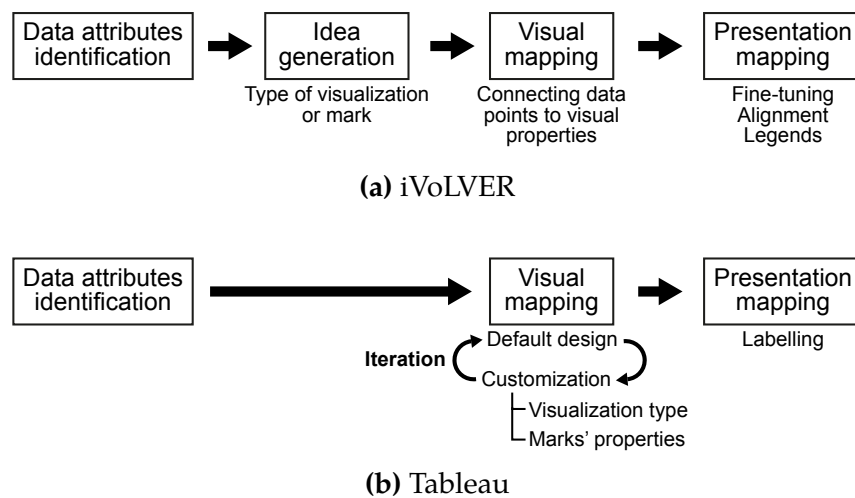 Data attributes
identification
Idea
generation
Type of visualization
or mark
Visual
mapping
Connecting data
points to visual
properties
Presentation
mapping
Fine-tuning
Alignment
Legends
(a) iVoLVER
Data attributes
identification
Visual
mapping
Presentation
mapping
Labelling
Iteration
Default design
Customization
Visualization type
Marks' properties
(b) Tableau